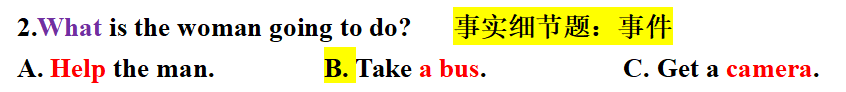 2.What is the woman going to do? 事实细节题：事件
A. Help the man. B. Take a bus. C. Get a camera.